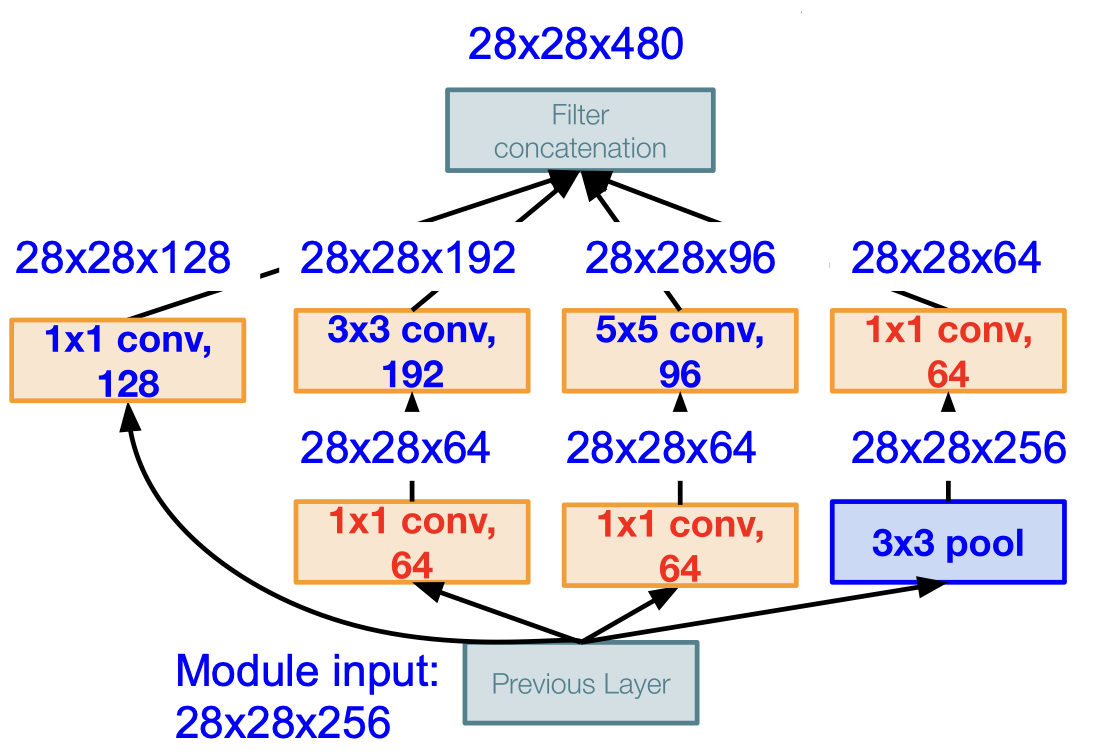 28x28x480
Filter
concatenation
28x28x128
28x28x192
28x28x96
28x28x64
1x1 conv,
128
3x3 conv,
192
5x5 conv,
96
1x1 conv,
64
28x28x64
28x28x64
28x28x256
1x1 conv,
64
1x1 conv,
64
3x3 pool
Module input:
28x28x256
Previous Layer